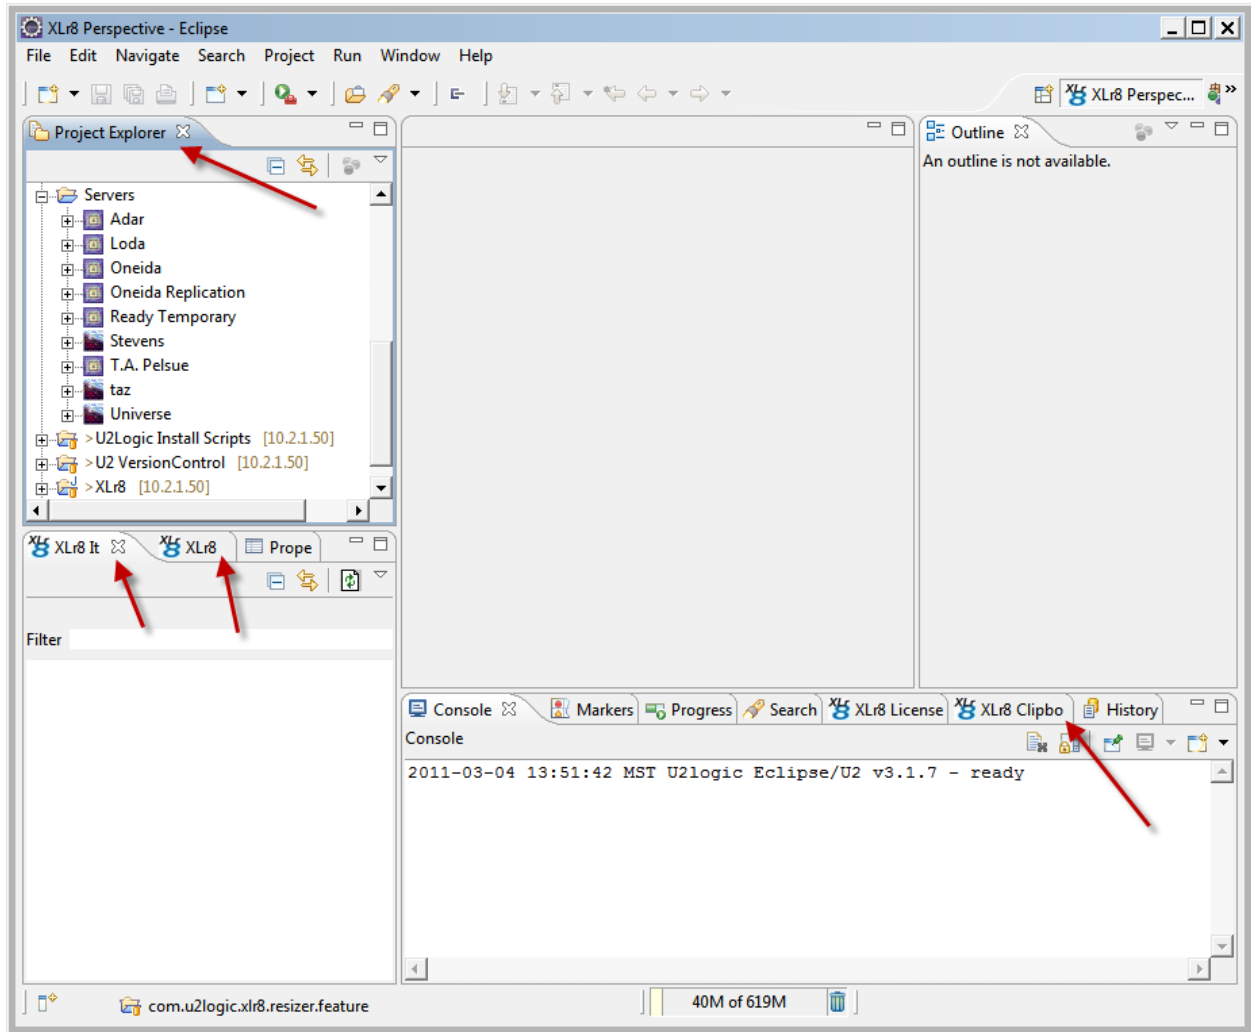 XLr8 Perspective - Eclipse
File Edit Navigate Search Project Run Window Help
XLr8 Perspec... »
Project Explorer
Servers
Adar
Loda
Oneida
Oneida Replication
Ready Temporary
Stevens
T.A. Pelsue
taz
Universe
>U2Logic Install Scripts [10.2.1.50]
>U2 VersionControl [10.2.1.50]
>XLr8 [10.2.1.50]
Outline
An outline is not available.
XLr8 It XLr8 Prope
Filter
Console Markers Progress Search XLr8 License XLr8 Clipbo History
Console
2011-03-04 13:51:42 MST U2logic Eclipse/U2 v3.1.7 - ready
com.u2logic.xlr8.resizer.feature
40M of 619M